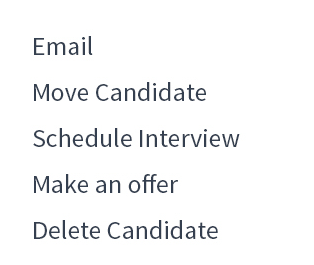 Email
Move Candidate
Schedule Interview
Make an offer
Delete Candidate